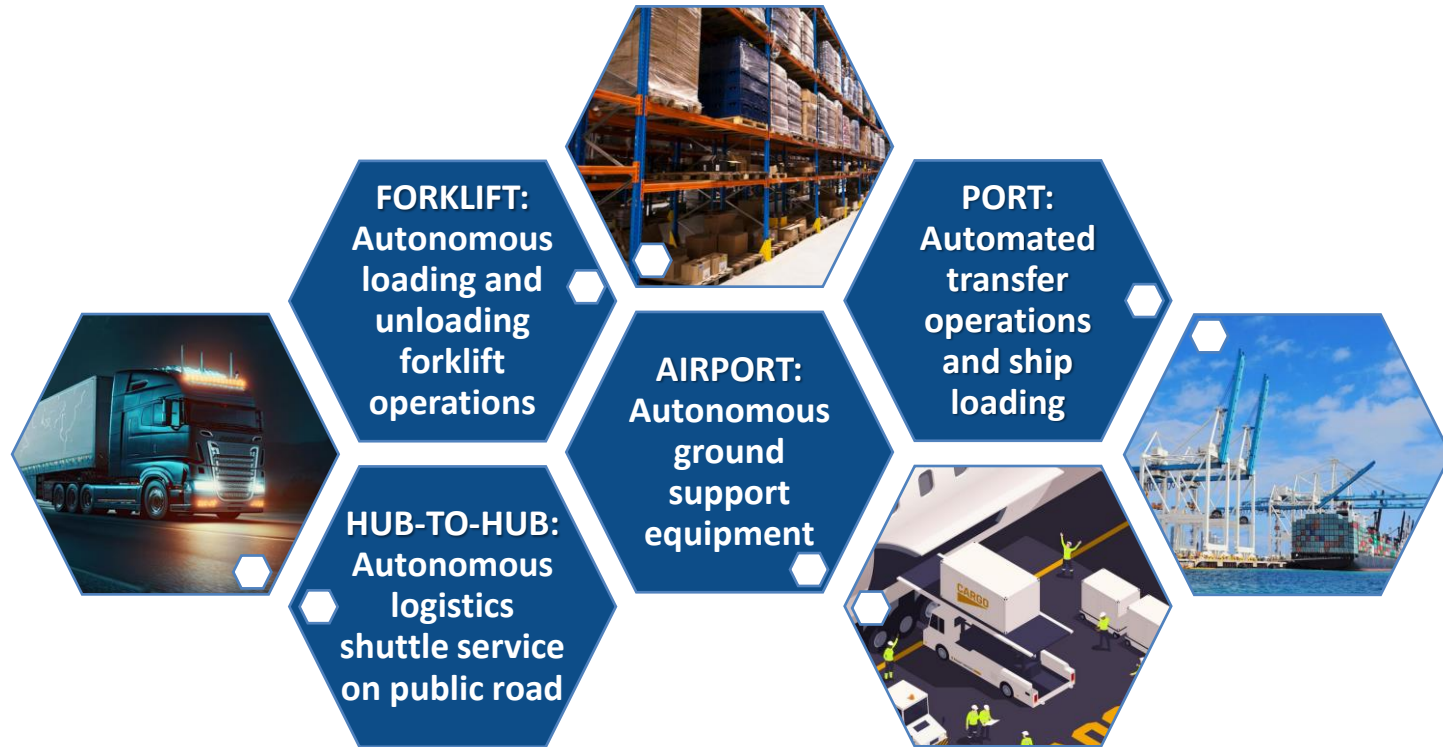 FORKLIFT:
Autonomous
loading and
unloading
forklift
operations
PORT:
Automated
transfer
operations
and ship
loading
AIRPORT:
Autonomous
ground
support
equipment
HUB-TO-HUB:
Autonomous
logistics
shuttle service
on public road
CARGO